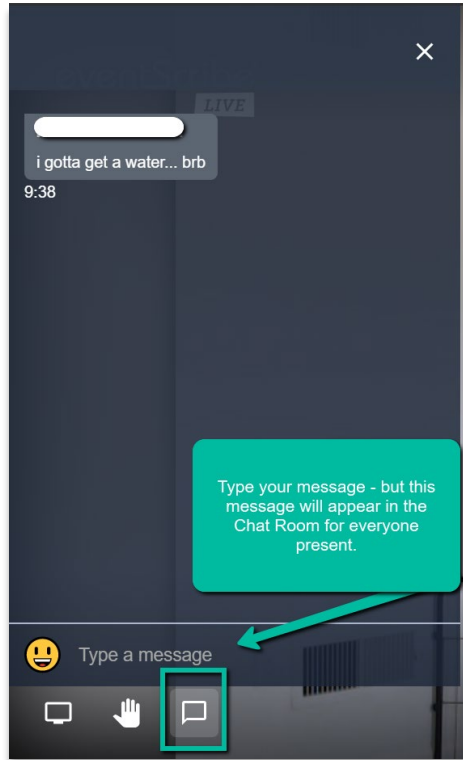 LIVE
i gotta get a water... brb
9:38
Type your message - but this
message will appear in the
Chat Room for everyone
present.
Type a message